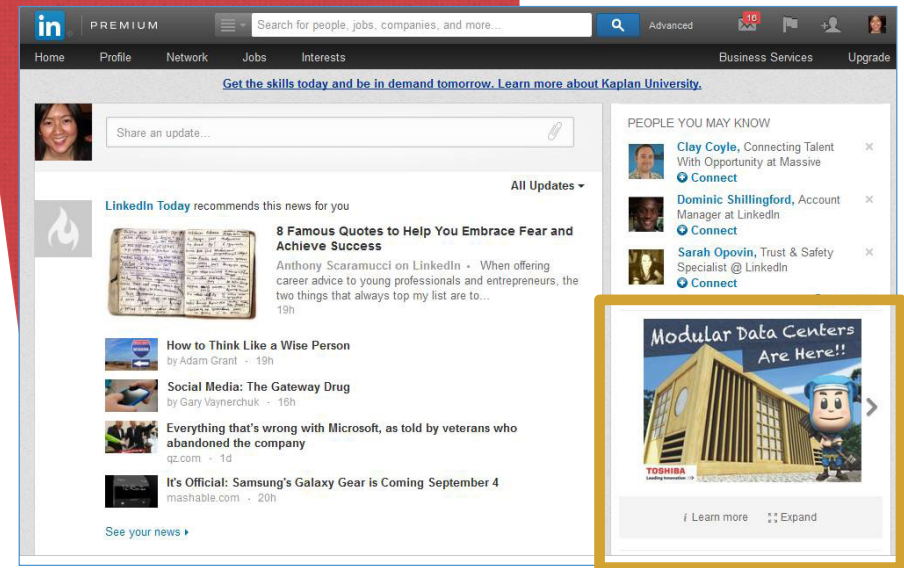 in PREMIUM Search for people, jobs, companies, and more... Advanced 16
Home Profile Network Jobs Interests Business Services Upgrade
Get the skills today and be in demand tomorrow. Learn more about Kaplan University.
Share an update...
All Updates
LinkedIn Today recommends this news for you
8 Famous Quotes to Help You Embrace Fear and
Achieve Success
Anthony Scaramucci on LinkedIn • When offering
career advice to young professionals and entrepreneurs, the
two things that always top my list are to...
19h
How to Think Like a Wise Person
by Adam Grant · 19h
Social Media: The Gateway Drug
by Gary Vaynerchuk · 16h
Everything that's wrong with Microsoft, as told by veterans who
abandoned the company
qz.com · 1d
It's Official: Samsung's Galaxy Gear is Coming September 4
mashable.com · 20h
See your news
PEOPLE YOU MAY KNOW
Clay Coyle, Connecting Talent
With Opportunity at Massive
Connect
Dominic Shillingford, Account
Manager at LinkedIn
Connect
Sarah Opovin, Trust & Safety
Specialist @ LinkedIn
Connect
Modular Data Centers
Are Here!!
TOSHIBA
Leading Innovation >>>
i Learn more Expand